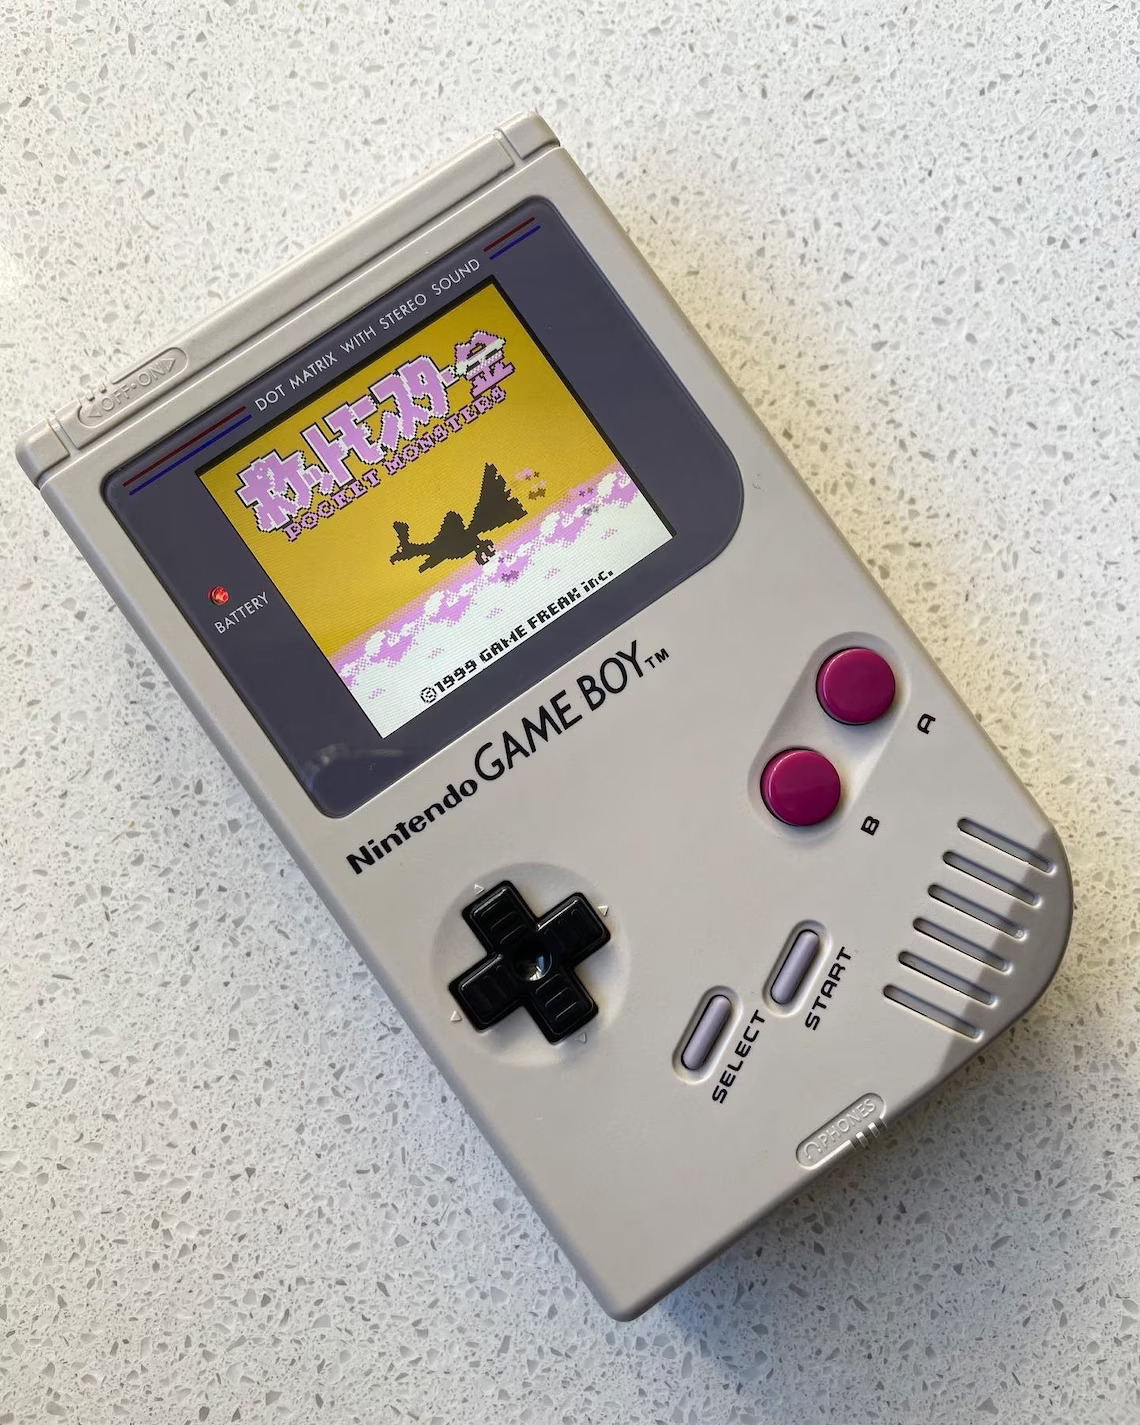 ◁OFF•ON▷
DOT MATRIX WITH STEREO SOUND
ポケットモンスター金
POCKET MONSTERS
©1999 GAME FREAK inc.
BATTERY
Nintendo GAME BOY™
A
B
SELECT
START
PHONES